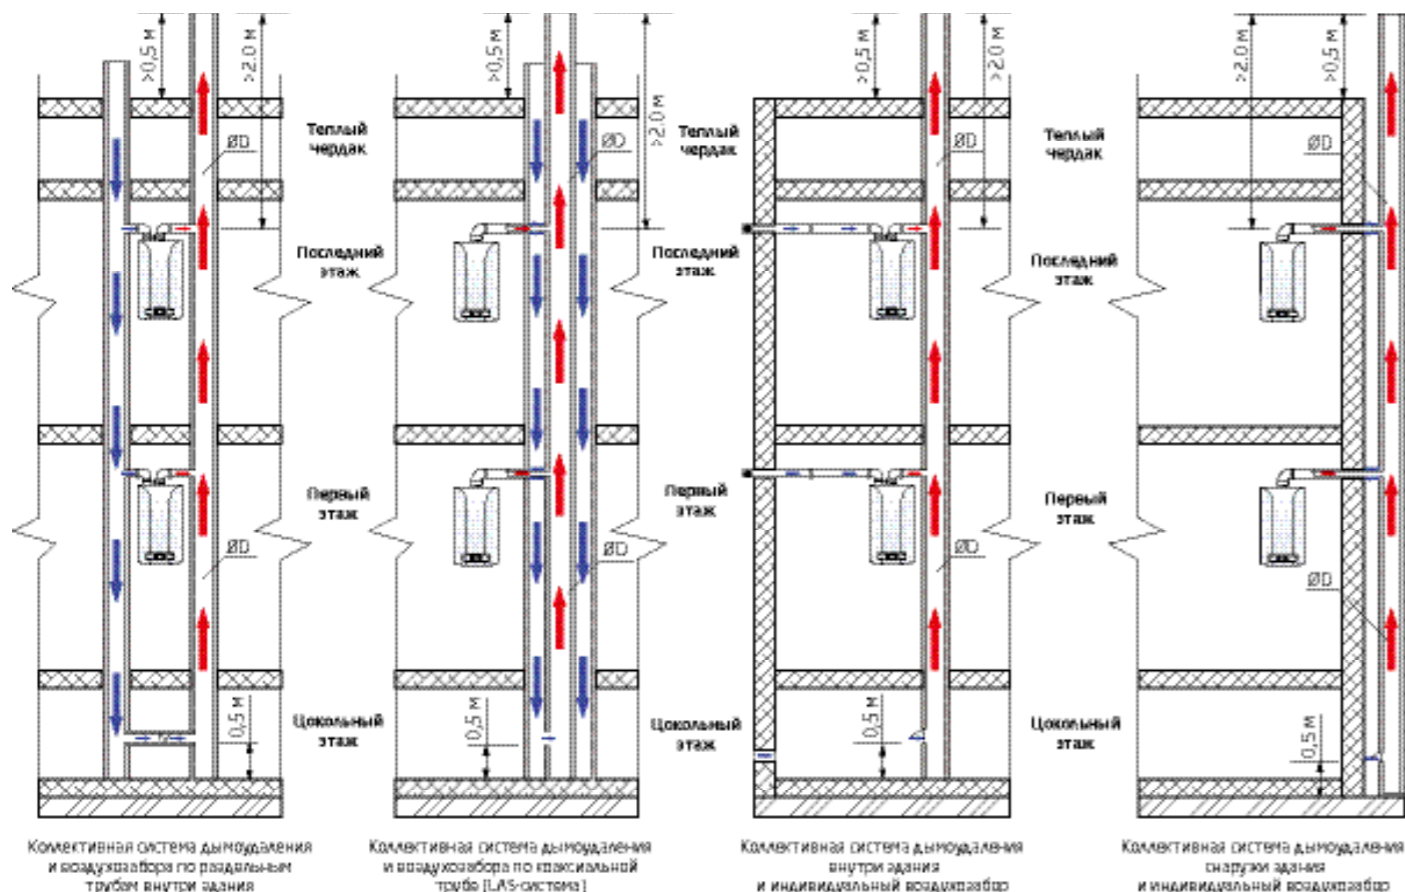 >0,5 м
>2.0 м
ØD
Теплый
чердак
Последний
этаж
Первый
этаж
ØD
Цокольный
этаж
0,5 м
Коллективная система дымоудаления
и воздухозабора по раздельным
трубам внутри здания
>0,5 м
>2.0 м
ØD
Теплый
чердак
Последний
этаж
Первый
этаж
ØD
Цокольный
этаж
0,5 м
Коллективная система дымоудаления
и воздухозабора по коаксиальной
трубе [LAS-система]
>0,5 м
>2.0 м
ØD
Теплый
чердак
Последний
этаж
Первый
этаж
ØD
Цокольный
этаж
0,5 м
Коллективная система дымоудаления
внутри здания
и индивидуальный воздухозабор
>2.0 м
>0,5 м
ØD
ØD
0,5 м
Коллективная система дымоудаления
снаружи здания
и индивидуальный воздухозабор